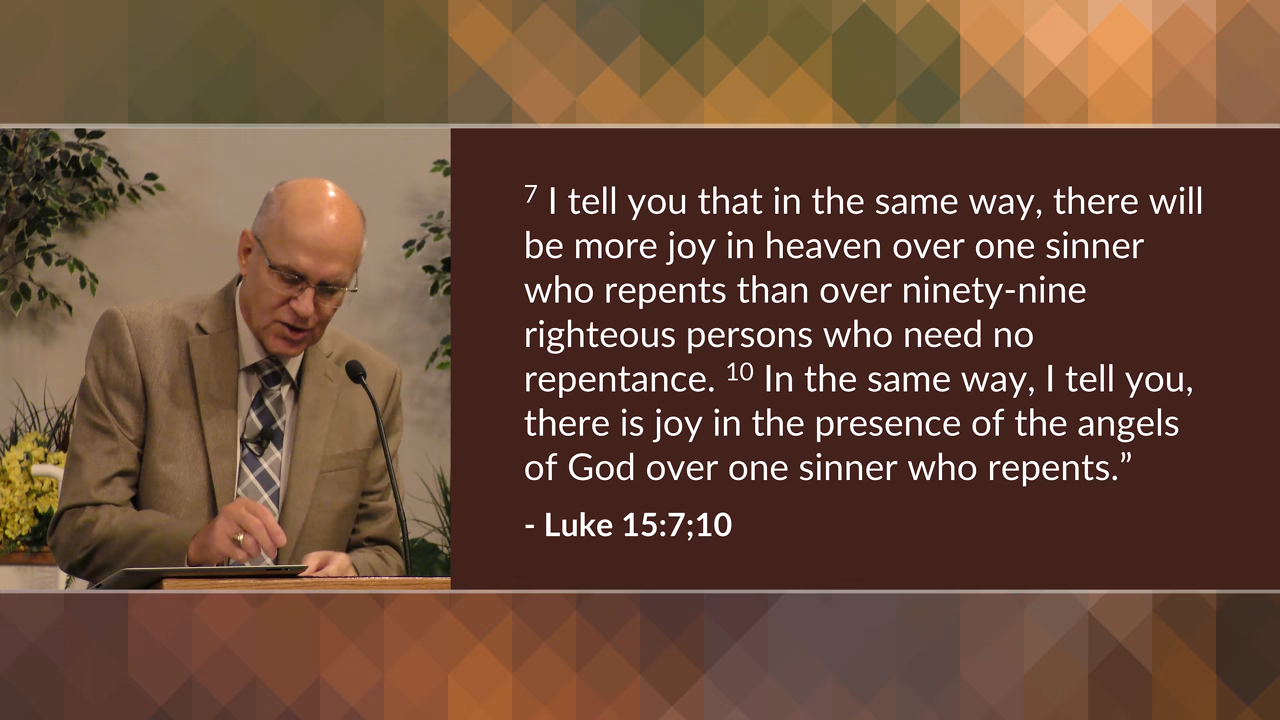 ⁷ I tell you that in the same way, there will
be more joy in heaven over one sinner
who repents than over ninety-nine
righteous persons who need no
repentance. ¹⁰ In the same way, I tell you,
there is joy in the presence of the angels
of God over one sinner who repents.”
- Luke 15:7;10